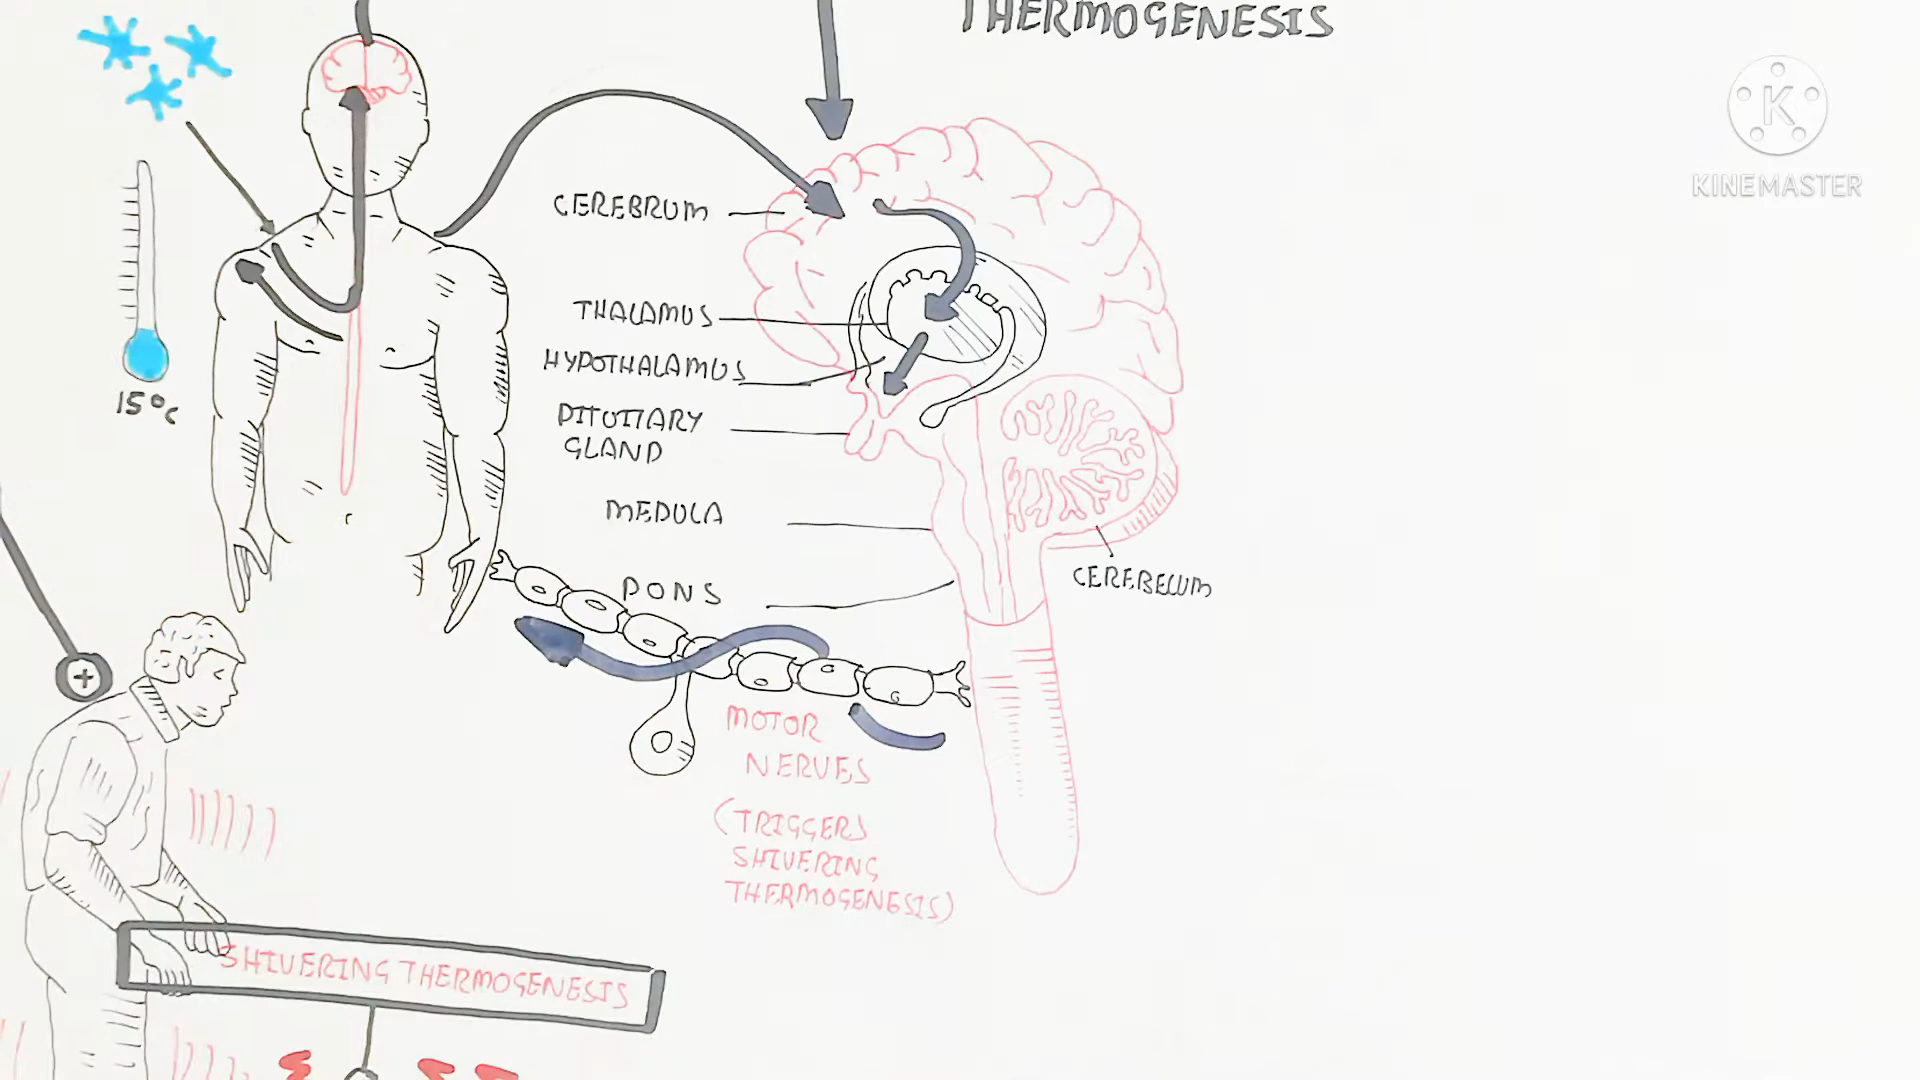 THERMOGENESIS
K
KINEMASTER
CEREBRUM
THALAMUS
HYPOTHALAMUS
PITUITARY
GLAND
MEDULA
PONS
CEREBELUM
15°C
+
MOTOR
NERVES
(TRIGGERS
SHIVERING
THERMOGENESIS)
SHIVERING THERMOGENESIS